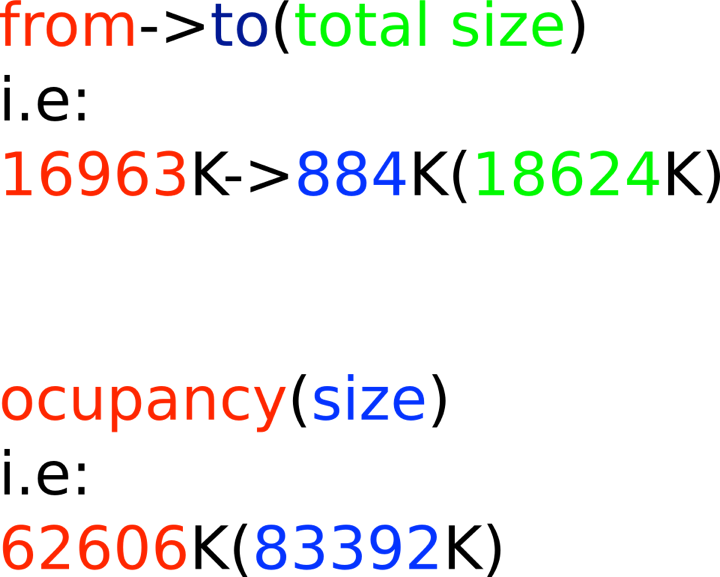 from->to(total size)
i.e:
16963K->884K(18624K)
ocupancy(size)
i.e:
62606K(83392K)